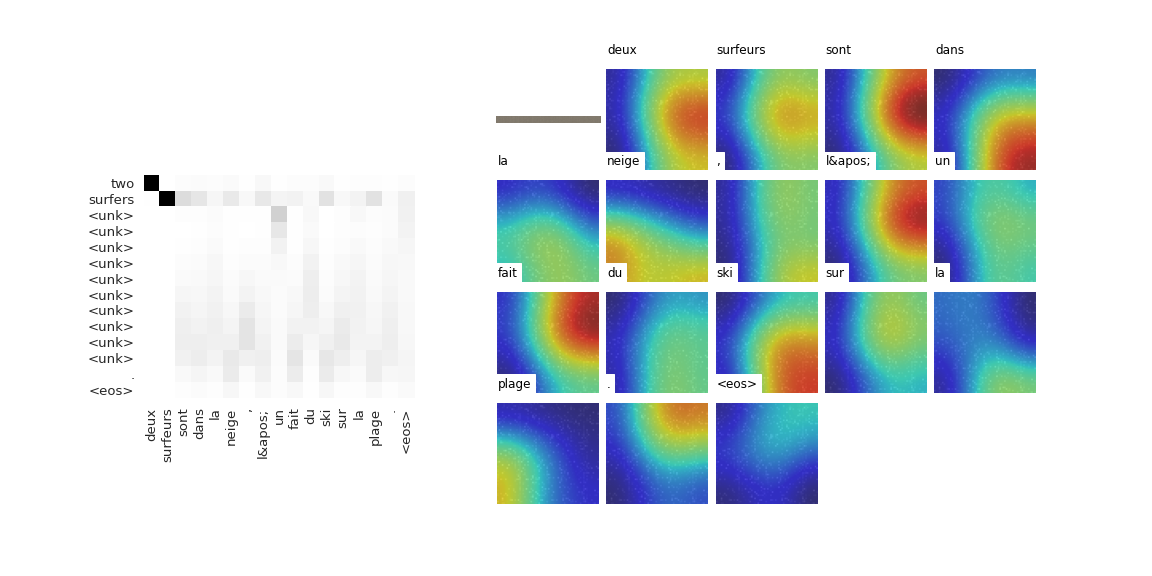 two
surfers
<unk>
<unk>
<unk>
<unk>
<unk>
<unk>
<unk>
<unk>
<unk>
<unk>
.
<eos>
deux surfeurs sont dans la neige , l&apos; un fait du ski sur la plage . <eos>
deux surfeurs sont dans
la neige , l&apos; un
fait du ski sur la
plage . <eos>